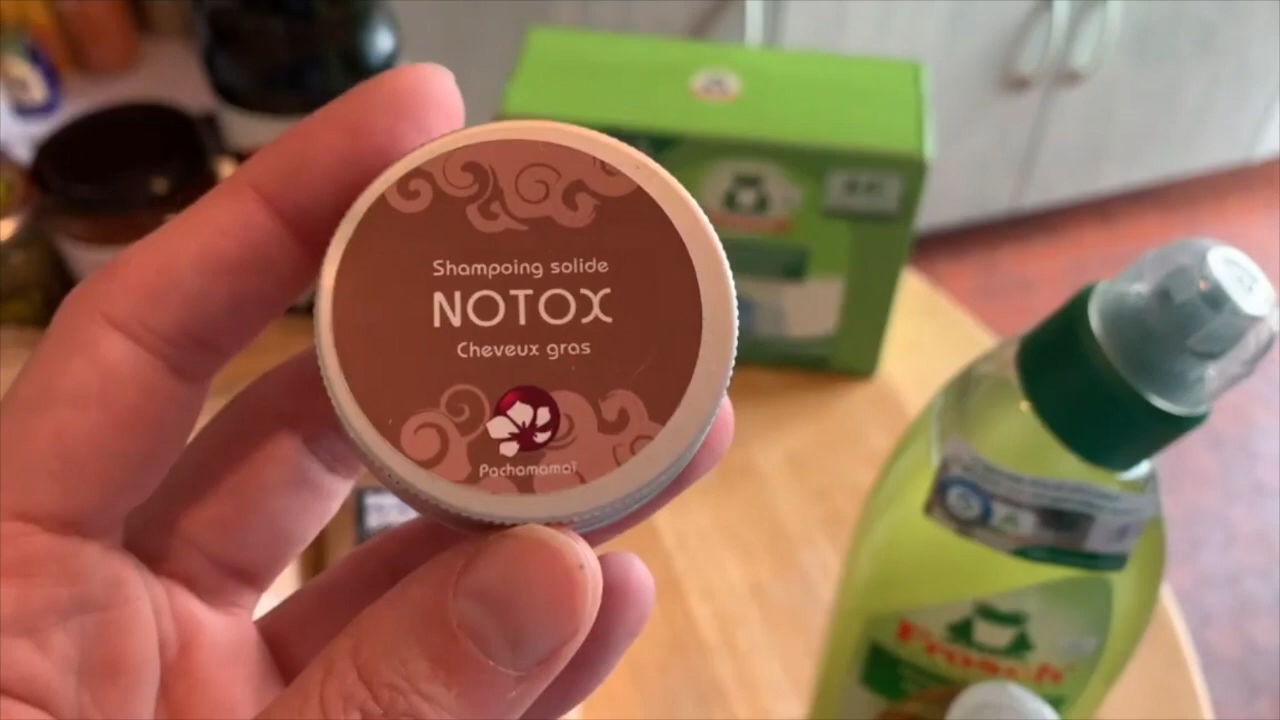 Shampoing solide
NOTOX
Cheveux gras
Pachamamaï
Frosch